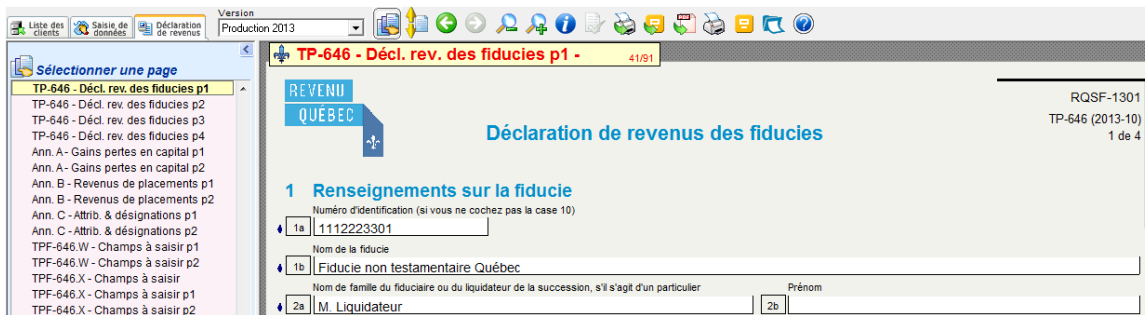 Version
Liste des clients
Saisie de données
Déclaration de revenus
Production 2013
Sélectionner une page
TP-646 - Décl. rev. des fiducies p1
TP-646 - Décl. rev. des fiducies p2
TP-646 - Décl. rev. des fiducies p3
TP-646 - Décl. rev. des fiducies p4
Ann. A - Gains pertes en capital p1
Ann. A - Gains pertes en capital p2
Ann. B - Revenus de placements p1
Ann. B - Revenus de placements p2
Ann. C - Attrib. & désignations p1
Ann. C - Attrib. & désignations p2
TPF-646.W - Champs à saisir p1
TPF-646.W - Champs à saisir p2
TPF-646.X - Champs à saisir
TPF-646.X - Champs à saisir p1
TPF-646.X - Champs à saisir p2
TP-646 - Décl. rev. des fiducies p1 - 41/91
REVENU
QUÉBEC
Déclaration de revenus des fiducies
RQSF-1301
TP-646 (2013-10)
1 de 4
1 Renseignements sur la fiducie
Numéro d'identification (si vous ne cochez pas la case 10)
1a 1112223301
Nom de la fiducie
1b Fiducie non testamentaire Québec
Nom de famille du fiduciaire ou du liquidateur de la succession, s'il s'agit d'un particulier Prénom
2a M. Liquidateur 2b